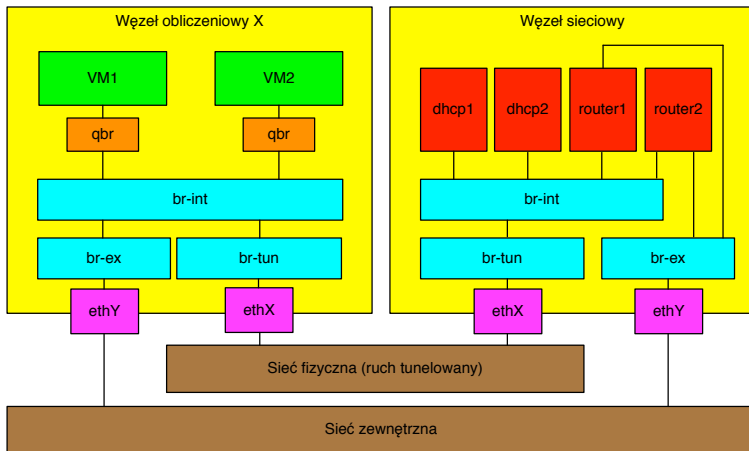 Węzeł obliczeniowy X
VM1
VM2
qbr
qbr
br-int
br-ex
br-tun
ethY
ethX
Węzeł sieciowy
dhcp1
dhcp2
router1
router2
br-int
br-tun
br-ex
ethX
ethY
Sieć fizyczna (ruch tunelowany)
Sieć zewnętrzna